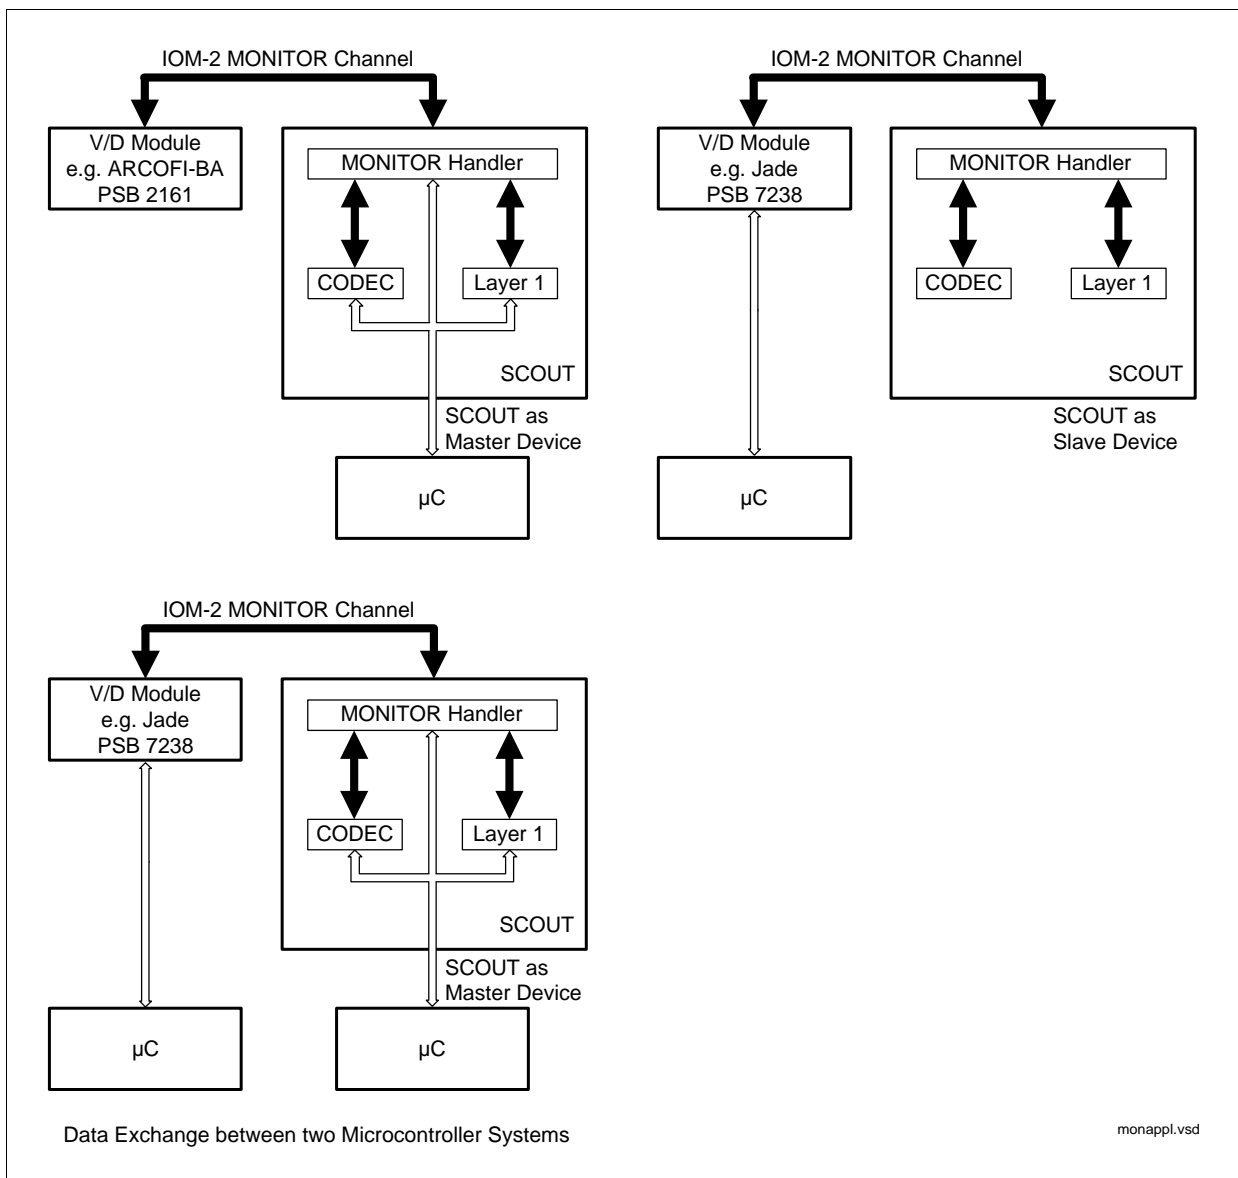 IOM-2 MONITOR Channel
V/D Module
e.g. ARCOFI-BA
PSB 2161
MONITOR Handler
CODEC
Layer 1
SCOUT
SCOUT as
Master Device
µC
IOM-2 MONITOR Channel
V/D Module
e.g. Jade
PSB 7238
MONITOR Handler
CODEC
Layer 1
SCOUT
SCOUT as
Slave Device
µC
IOM-2 MONITOR Channel
V/D Module
e.g. Jade
PSB 7238
MONITOR Handler
CODEC
Layer 1
SCOUT
SCOUT as
Master Device
µC
µC
Data Exchange between two Microcontroller Systems
monappl.vsd